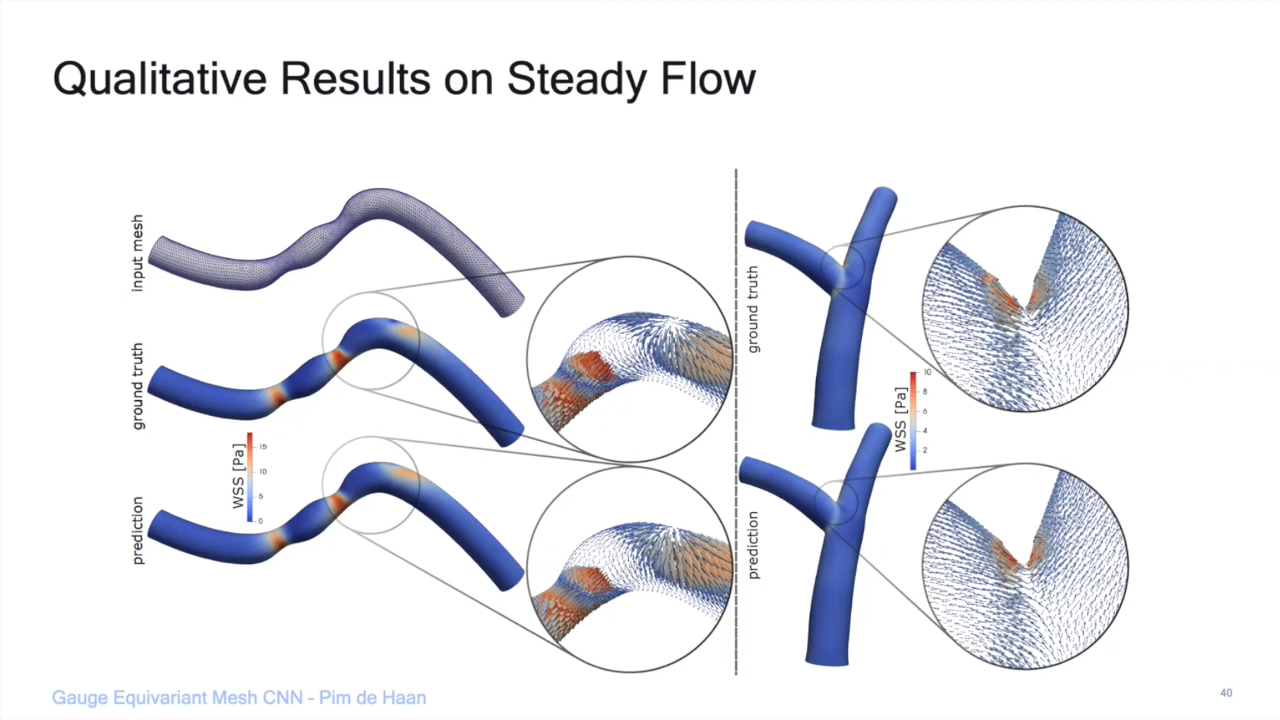 Qualitative Results on Steady Flow
input mesh
ground truth
prediction
WSS [Pa]
15
10
5
0
ground truth
prediction
WSS [Pa]
10
8
6
4
2
Gauge Equivariant Mesh CNN - Pim de Haan
40